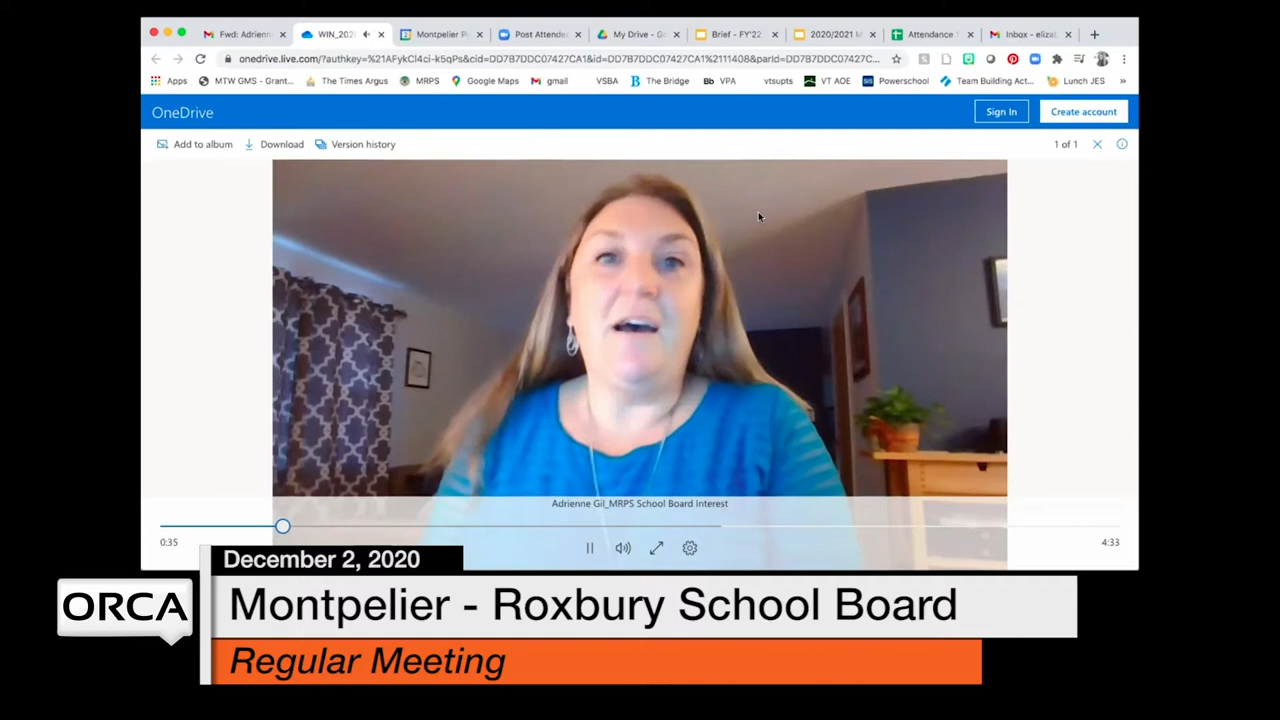 Fwd: Adrienn
WIN_202
Montpelier P
Post Attende
My Drive - Go
Brief - FY'22
2020/2021 M
Attendance
Inbox - eliza
onedrive.live.com/?authkey=%21AFykCl4ci-k5qPs&cid=DD7B7DDC07427CA1&id=DD7B7DDC07427CA1%2111408&parId=DD7B7DDC07427C...
Apps
MTW GMS - Grant...
The Times Argus
MRPS
Google Maps
gmail
VSBA
The Bridge
Bb VPA
vtsupts
VT AOE
Powerschool
Team Building Act...
Lunch JES
»
OneDrive
Sign In
Create account
Add to album
Download
Version history
1 of 1
Adrienne Gil_MRPS School Board Interest
0:35
4:33
December 2, 2020
ORCA
Montpelier - Roxbury School Board
Regular Meeting